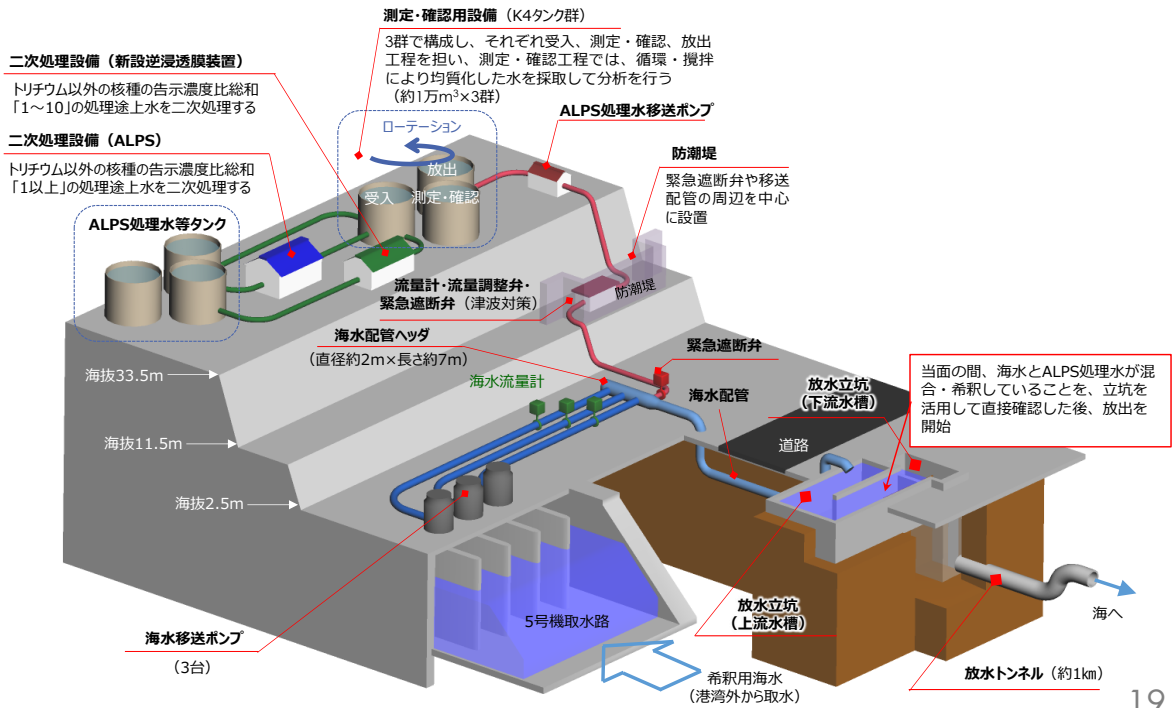 測定・確認用設備（K4タンク群）
3群で構成し、それぞれ受入、測定・確認、放出
工程を担い、測定・確認工程では、循環・攪拌
により均質化した水を採取して分析を行う
（約1万m³×3群）
二次処理設備（新設逆浸透膜装置）
トリチウム以外の核種の告示濃度比総和
「1～10」の処理途上水を二次処理する
二次処理設備（ALPS）
トリチウム以外の核種の告示濃度比総和
「1以上」の処理途上水を二次処理する
ALPS処理水等タンク
ローテーション
放出
受入
測定・確認
ALPS処理水移送ポンプ
防潮堤
緊急遮断弁や移送
配管の周辺を中心
に設置
防潮堤
流量計・流量調整弁・
緊急遮断弁（津波対策）
海水配管ヘッダ
（直径約2m×長さ約7m）
海水流量計
緊急遮断弁
海水配管
放水立坑
（下流水槽）
当面の間、海水とALPS処理水が混
合・希釈していることを、立坑を
活用して直接確認した後、放出を
開始
道路
海抜33.5m
海抜11.5m
海抜2.5m
5号機取水路
海水移送ポンプ
（3台）
放水立坑
（上流水槽）
希釈用海水
（港湾外から取水）
海へ
放水トンネル（約1km）
19